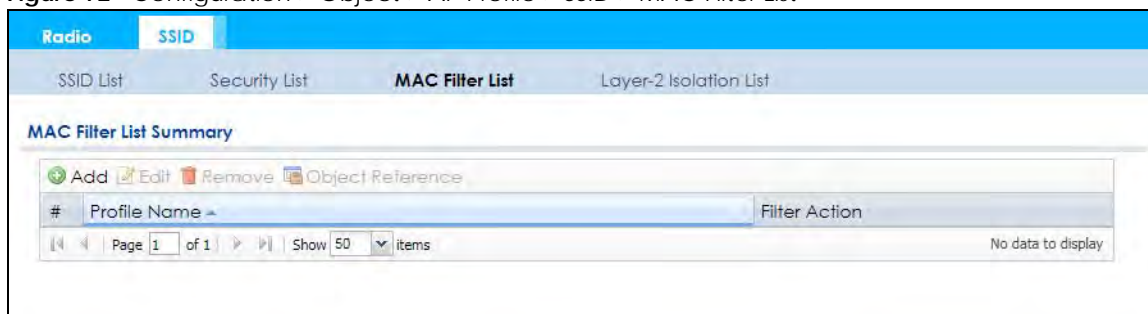 Radio SSID
SSID List Security List MAC Filter List Layer-2 Isolation List
MAC Filter List Summary
Add Edit Remove Object Reference
# Profile Name Filter Action
Page 1 of 1 Show 50 items No data to display